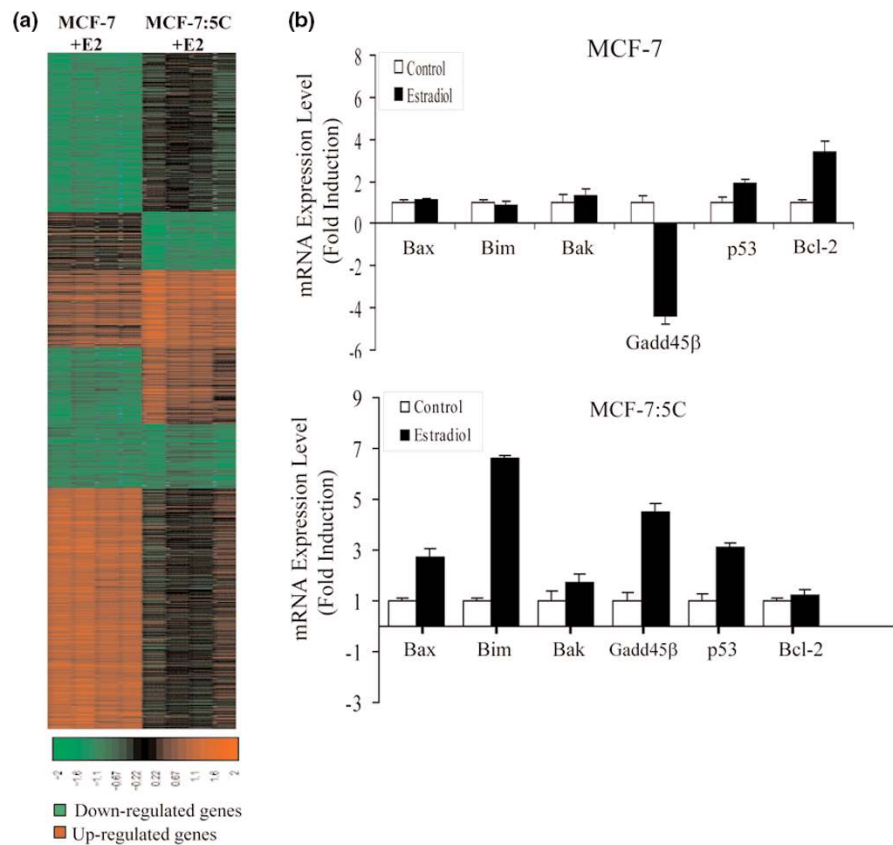 (a)
MCF-7 MCF-7:5C
+E2 +E2
-2 -1.6 -1.1 -0.67 -0.22 0.22 0.67 1.1 1.6 2
Down-regulated genes
Up-regulated genes
(b)
MCF-7
Control
Estradiol
mRNA Expression Level
(Fold Induction)
8
6
4
2
0
-2
-4
-6
Bax Bim Bak Gadd45β p53 Bcl-2
MCF-7:5C
Control
Estradiol
mRNA Expression Level
(Fold Induction)
9
7
5
3
1
-1
-3
Bax Bim Bak Gadd45β p53 Bcl-2